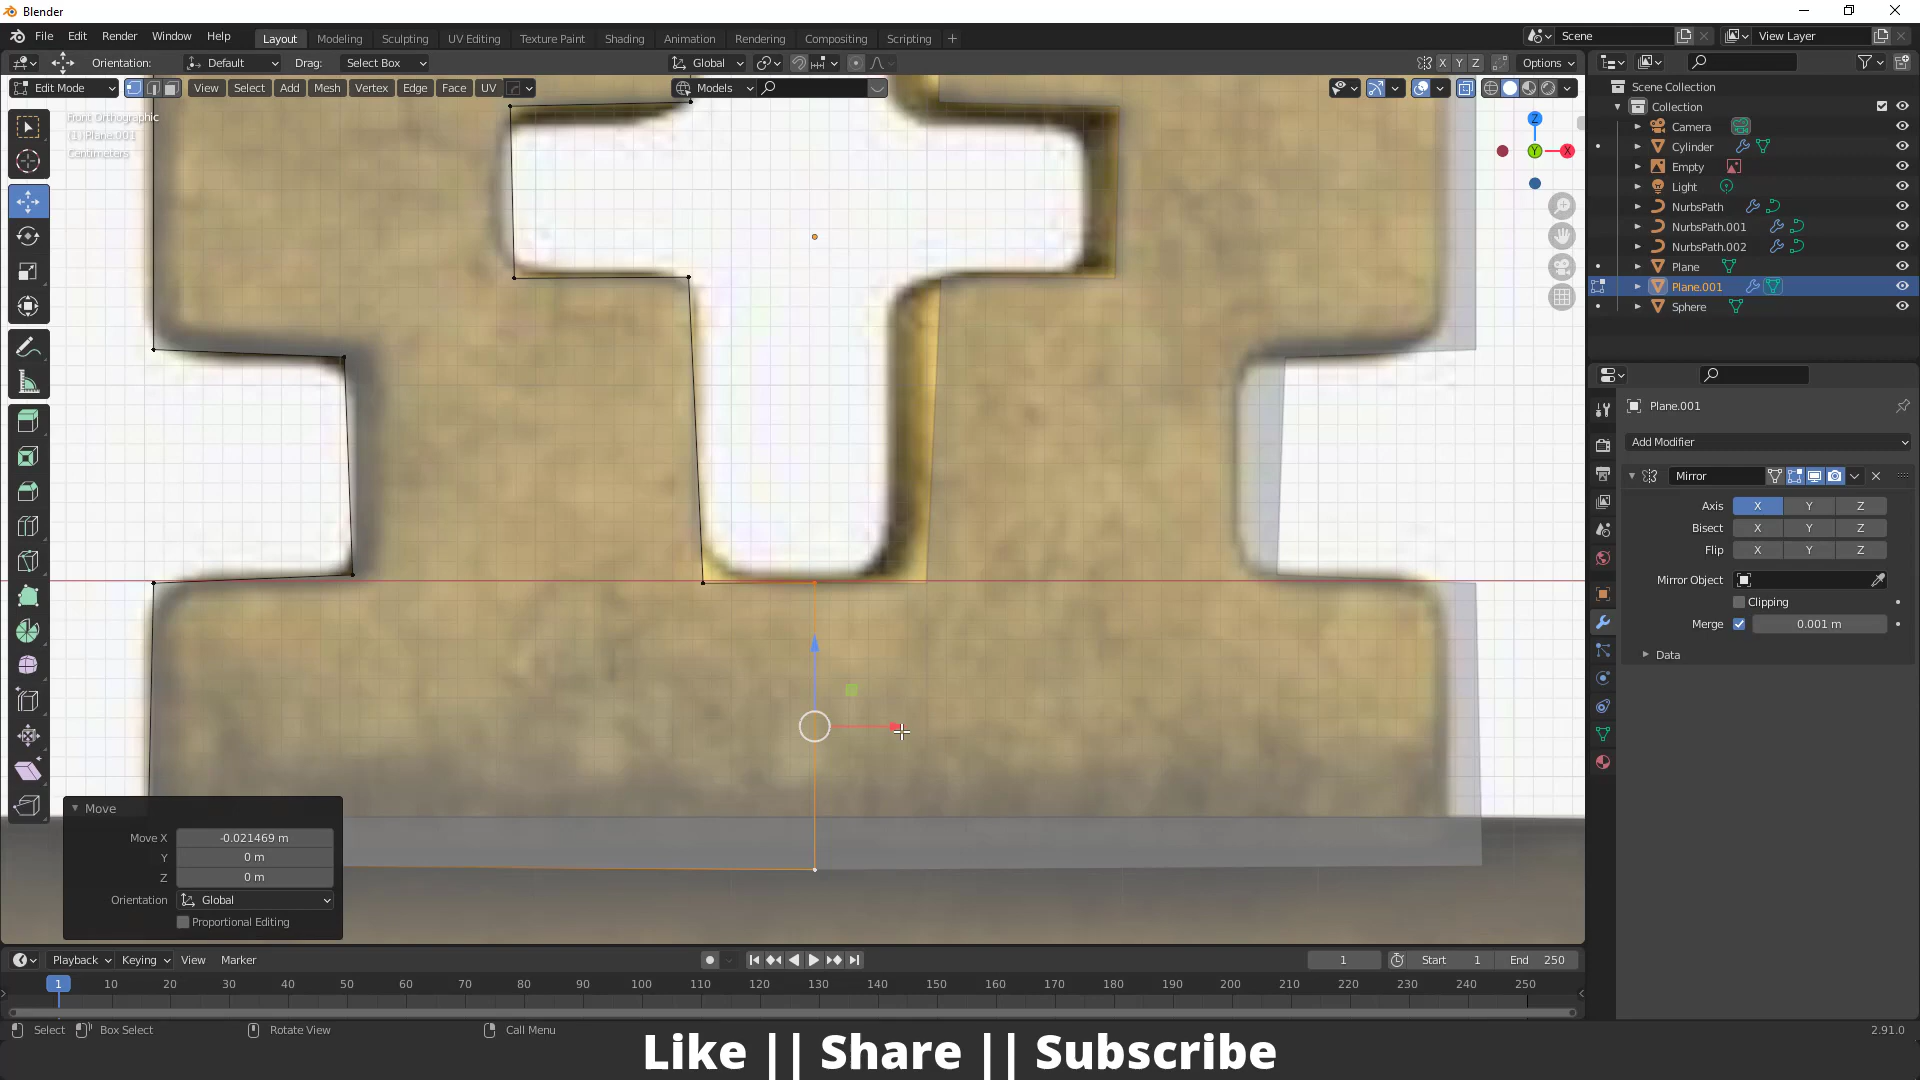 Blender
File Edit Render Window Help
Layout Modeling Sculpting UV Editing Texture Paint Shading Animation Rendering Compositing Scripting +
Scene View Layer
Orientation: Default Drag: Select Box Global X Y Z Options
Edit Mode View Select Add Mesh Vertex Edge Face UV Models
Front Orthographic
(1) Plane.001
Centimeters
Z
Y
X
Scene Collection
Collection
Camera
Cylinder
Empty
Light
NurbsPath
NurbsPath.001
NurbsPath.002
Plane
Plane.001
Sphere
Plane.001
Add Modifier
Mirror
Axis X Y Z
Bisect X Y Z
Flip X Y Z
Mirror Object
Clipping
Merge 0.001 m
Data
Move
Move X -0.021469 m
Y 0 m
Z 0 m
Orientation Global
Proportional Editing
Playback Keying View Marker 1 Start 1 End 250
1 10 20 30 40 50 60 70 80 90 100 110 120 130 140 150 160 170 180 190 200 210 220 230 240 250
Select Box Select Rotate View Call Menu 2.91.0
Like || Share || Subscribe